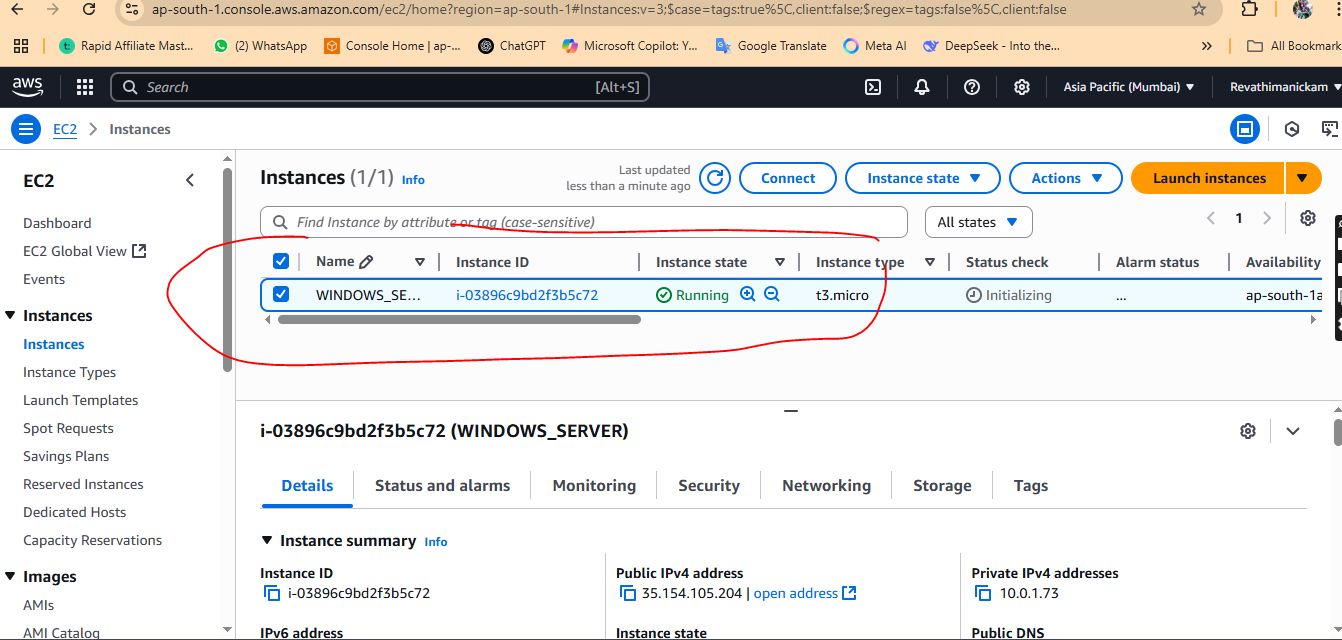 ap-south-1.console.aws.amazon.com/ec2/home?region=ap-south-1#Instances:v=3;$case=tags:true%5C,client:false;$regex=tags:false%5C,client:false
Rapid Affiliate Mast... (2) WhatsApp Console Home | ap-... ChatGPT Microsoft Copilot: Y... Google Translate Meta AI DeepSeek - Into the... » All Bookmark
aws Search [Alt+S] Asia Pacific (Mumbai) Revathimanickam
EC2 Instances
EC2
Dashboard
EC2 Global View
Events
Instances
Instances
Instance Types
Launch Templates
Spot Requests
Savings Plans
Reserved Instances
Dedicated Hosts
Capacity Reservations
Images
AMIs
AMI Catalog
Instances (1/1) Info
Last updated
less than a minute ago
Connect Instance state Actions Launch instances
Find Instance by attribute or tag (case-sensitive) All states 1
Name Instance ID Instance state Instance type Status check Alarm status Availability
WINDOWS_SE... i-03896c9bd2f3b5c72 Running t3.micro Initializing ... ap-south-1a
i-03896c9bd2f3b5c72 (WINDOWS_SERVER)
Details Status and alarms Monitoring Security Networking Storage Tags
Instance summary Info
Instance ID Public IPv4 address Private IPv4 addresses
i-03896c9bd2f3b5c72 35.154.105.204 | open address 10.0.1.73
IPv6 address Instance state Public DNS